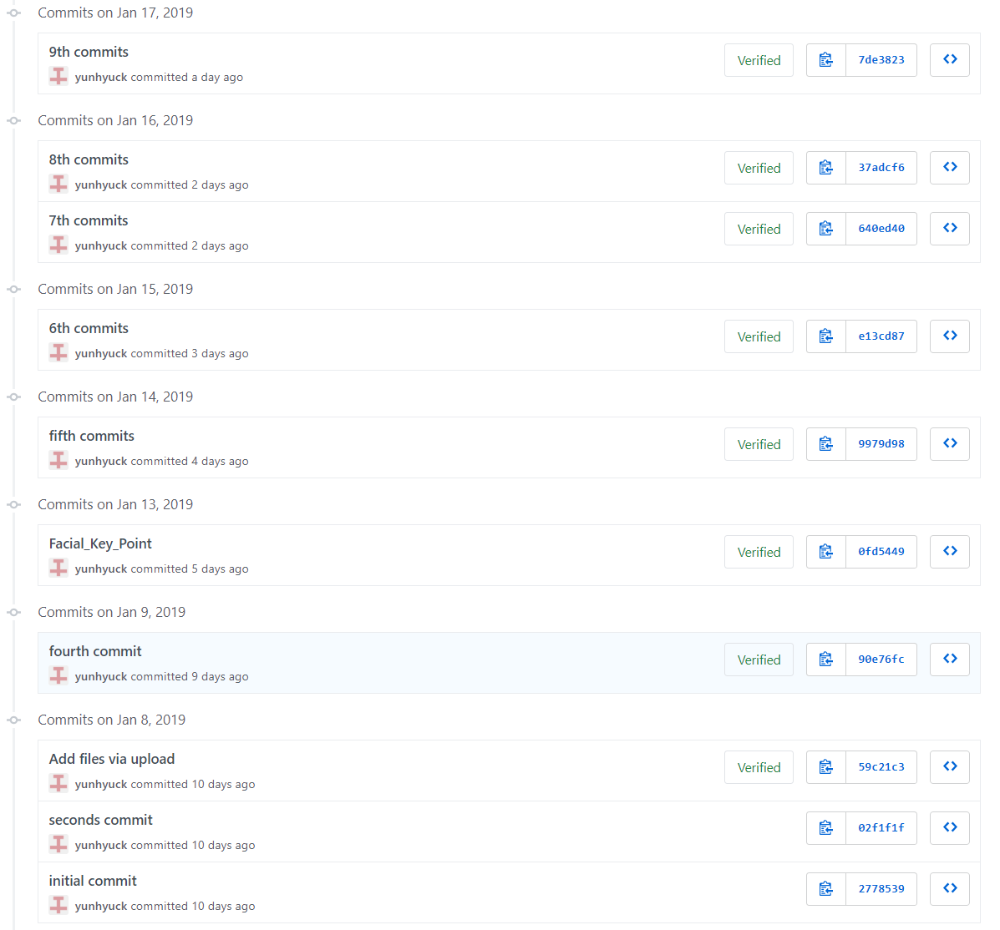 Commits on Jan 17, 2019
9th commits
yunhyuck committed a day ago
Verified
7de3823
Commits on Jan 16, 2019
8th commits
yunhyuck committed 2 days ago
Verified
37adcf6
7th commits
yunhyuck committed 2 days ago
Verified
640ed40
Commits on Jan 15, 2019
6th commits
yunhyuck committed 3 days ago
Verified
e13cd87
Commits on Jan 14, 2019
fifth commits
yunhyuck committed 4 days ago
Verified
9979d98
Commits on Jan 13, 2019
Facial_Key_Point
yunhyuck committed 5 days ago
Verified
0fd5449
Commits on Jan 9, 2019
fourth commit
yunhyuck committed 9 days ago
Verified
90e76fc
Commits on Jan 8, 2019
Add files via upload
yunhyuck committed 10 days ago
Verified
59c21c3
seconds commit
yunhyuck committed 10 days ago
02f1f1f
initial commit
yunhyuck committed 10 days ago
2778539